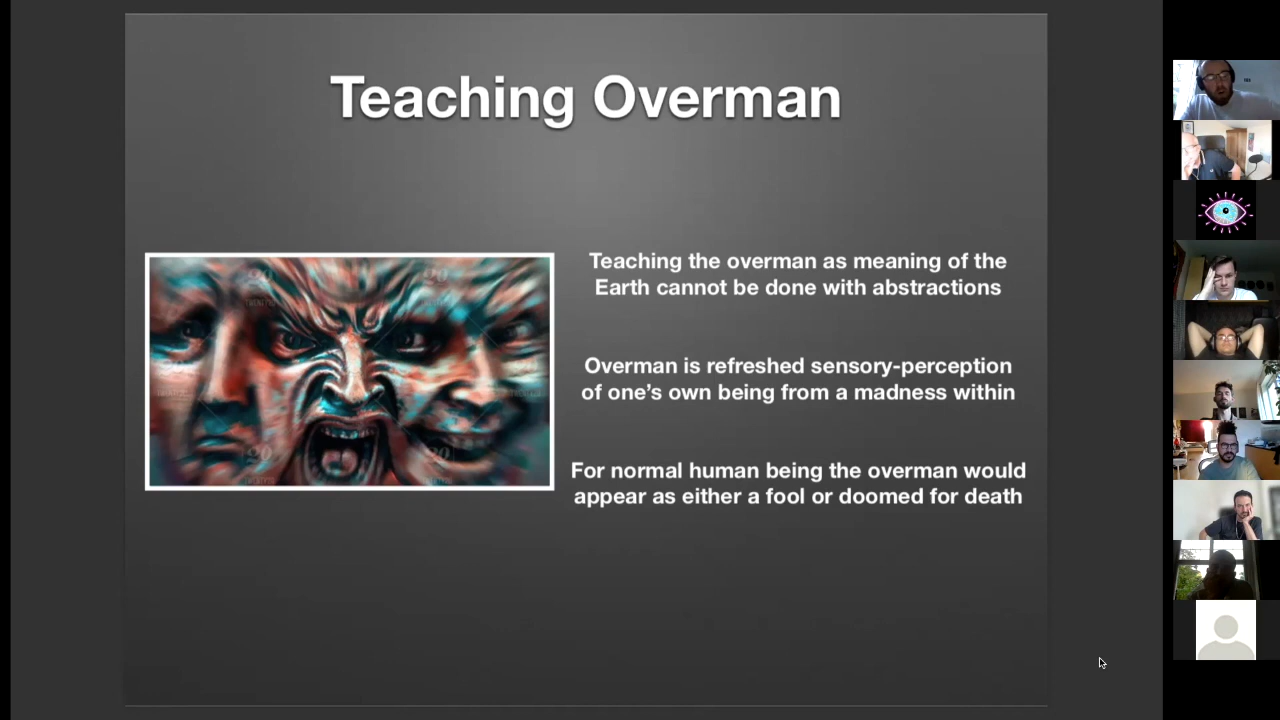 Teaching Overman
Teaching the overman as meaning of the
Earth cannot be done with abstractions
Overman is refreshed sensory-perception
of one's own being from a madness within
For normal human being the overman would
appear as either a fool or doomed for death